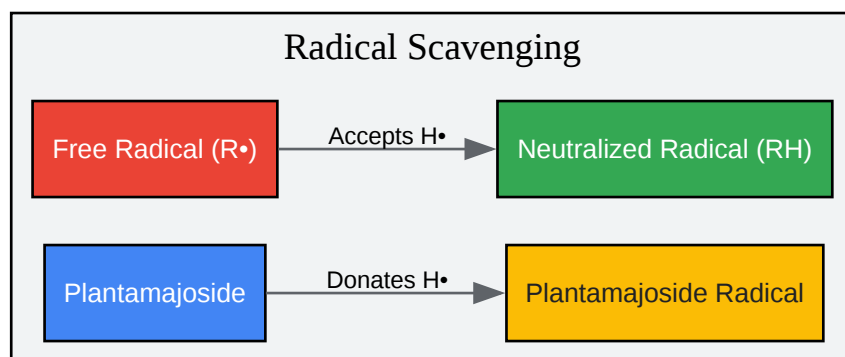 Radical Scavenging
Free Radical (R•)
Accepts H•
Neutralized Radical (RH)
Plantamajoside
Donates H•
Plantamajoside Radical